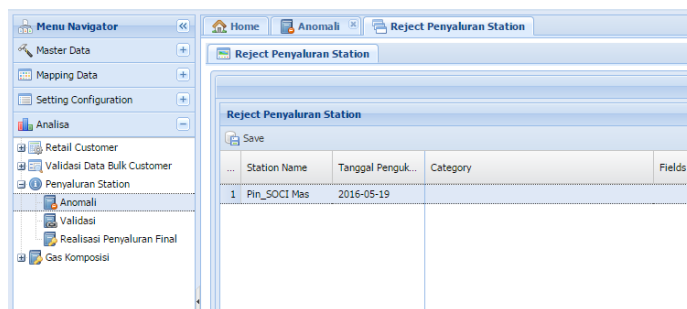 Menu Navigator
Master Data
Mapping Data
Setting Configuration
Analisa
Retail Customer
Validasi Data Bulk Customer
Penyaluran Station
Anomali
Validasi
Realisasi Penyaluran Final
Gas Komposisi
Home Anomali Reject Penyaluran Station
Reject Penyaluran Station
Reject Penyaluran Station
Save
... Station Name Tanggal Penguk... Category Fields
1 Pin_SOCI Mas 2016-05-19